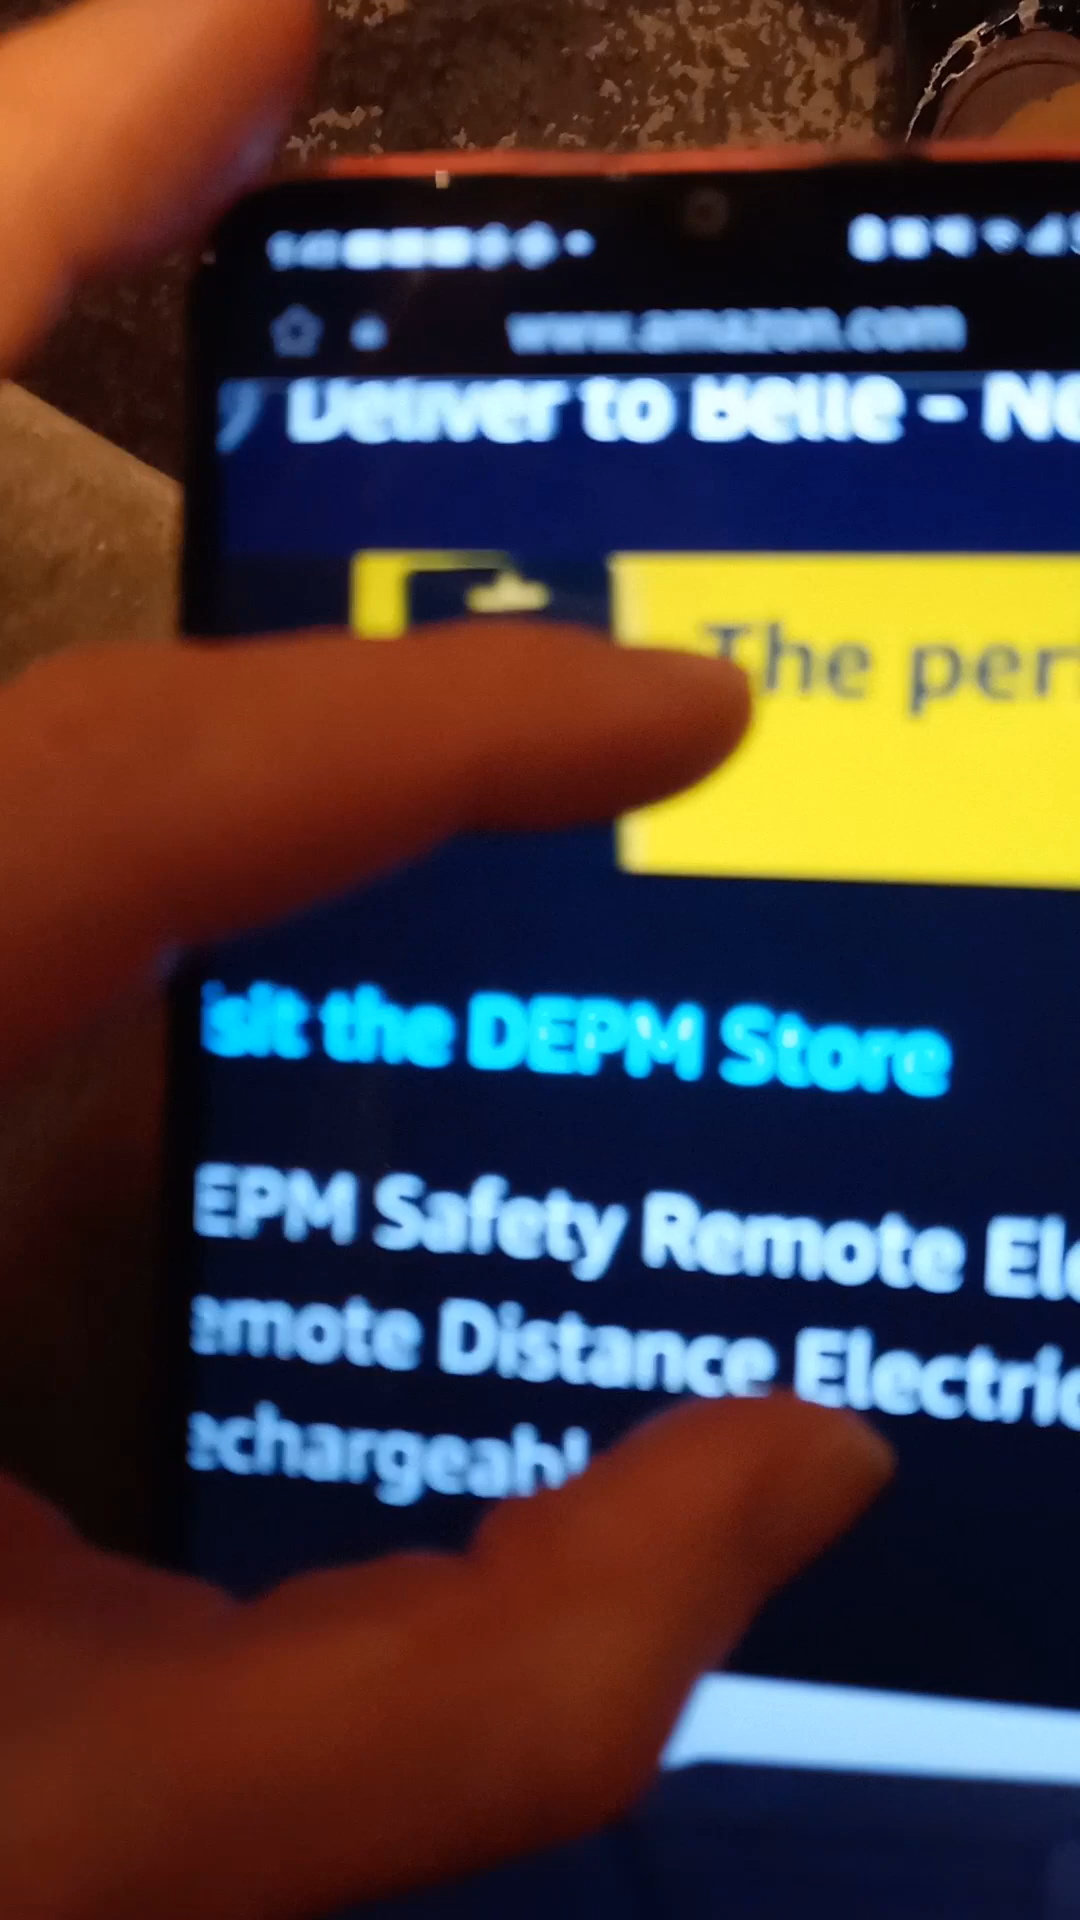 www.amazon.com
Deliver to Belle - N
The per
sit the DEPM Store
EPM Safety Remote Ele
emote Distance Electric
echargeabl